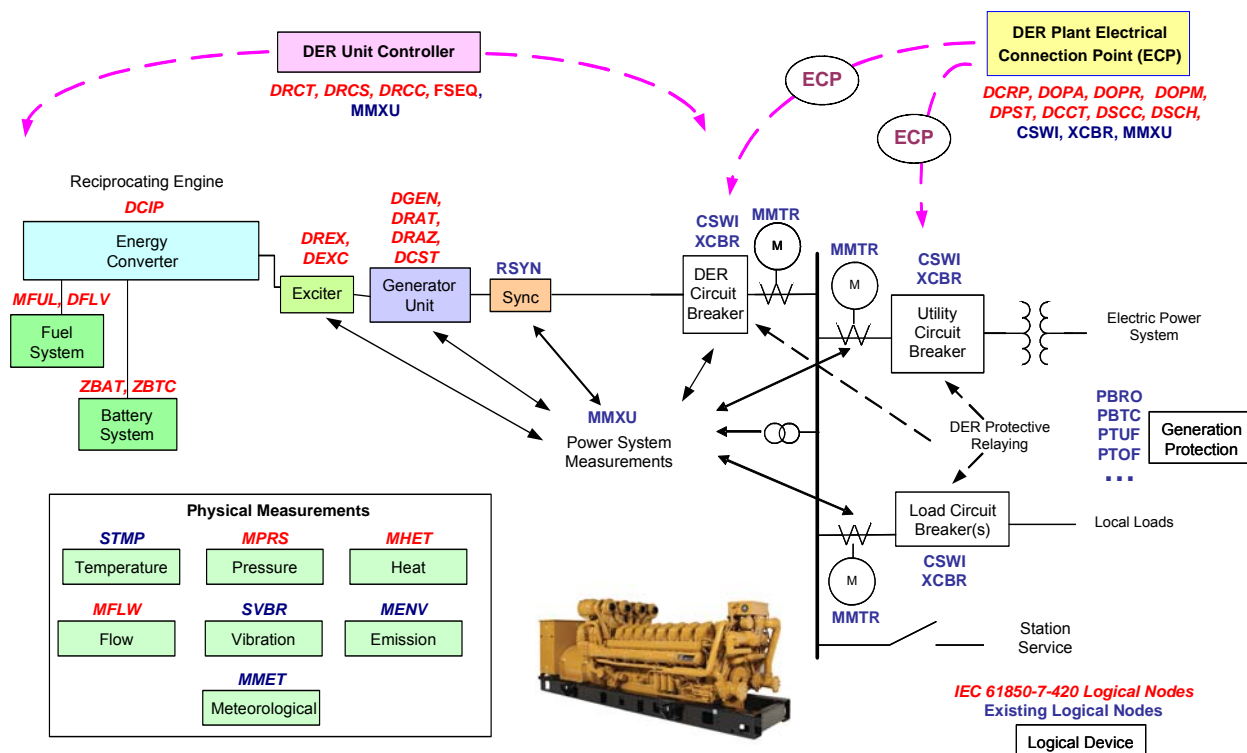 DER Unit Controller
DRCT, DRCS, DRCC, FSEQ,
MMXU
ECP
ECP
DER Plant Electrical
Connection Point (ECP)
DCRP, DOPA, DOPR, DOPM,
DPST, DCCT, DSCC, DSCH,
CSWI, XCBR, MMXU
Reciprocating Engine
DCIP
Energy
Converter
MFUL, DFLV
Fuel
System
ZBAT, ZBTC
Battery
System
DREX,
DEXC
Exciter
DGEN,
DRAT,
DRAZ,
DCST
Generator
Unit
RSYN
Sync
CSWI
XCBR
DER
Circuit
Breaker
MMTR
M
MMTR
M
CSWI
XCBR
Utility
Circuit
Breaker
Electric Power
System
MMXU
Power System
Measurements
DER Protective
Relaying
PBRO
PBTC
PTUF
PTOF
...
Generation
Protection
Load Circuit
Breaker(s)
CSWI
XCBR
Local Loads
M
MMTR
Station
Service
Physical Measurements
STMP
Temperature
MPRS
Pressure
MHET
Heat
MFLW
Flow
SVBR
Vibration
MENV
Emission
MMET
Meteorological
IEC 61850-7-420 Logical Nodes
Existing Logical Nodes
Logical Device